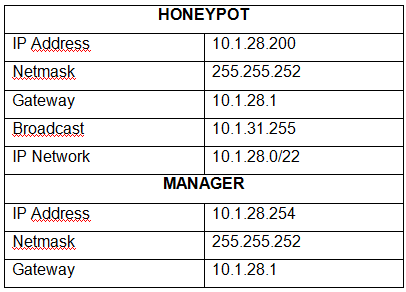 HONEYPOT
IP Address 10.1.28.200
Netmask 255.255.252
Gateway 10.1.28.1
Broadcast 10.1.31.255
IP Network 10.1.28.0/22
MANAGER
IP Address 10.1.28.254
Netmask 255.255.252
Gateway 10.1.28.1